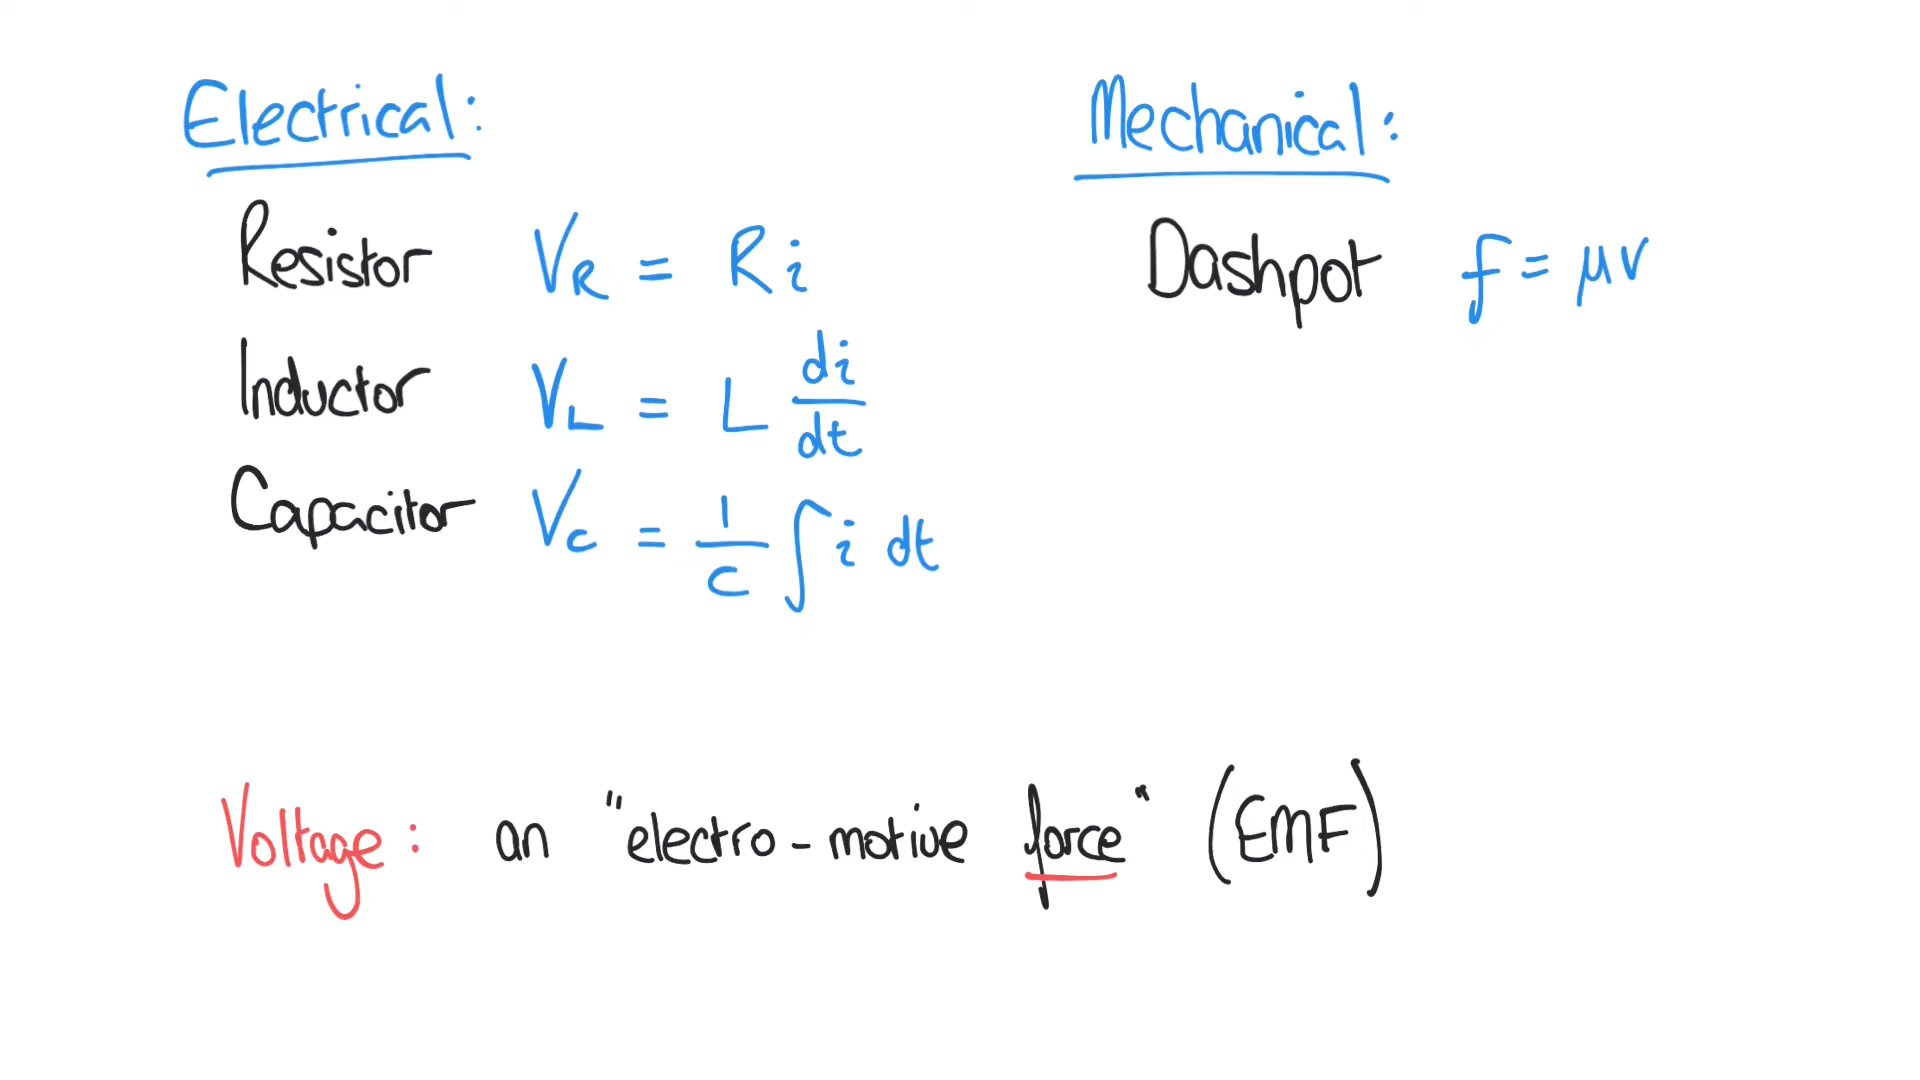 Electrical:
Resistor V_R = R i
Inductor V_L = L di/dt
Capacitor V_C = 1/C ∫ i dt
Mechanical:
Dashpot f = μv
Voltage: an "electro-motive force" (EMF)